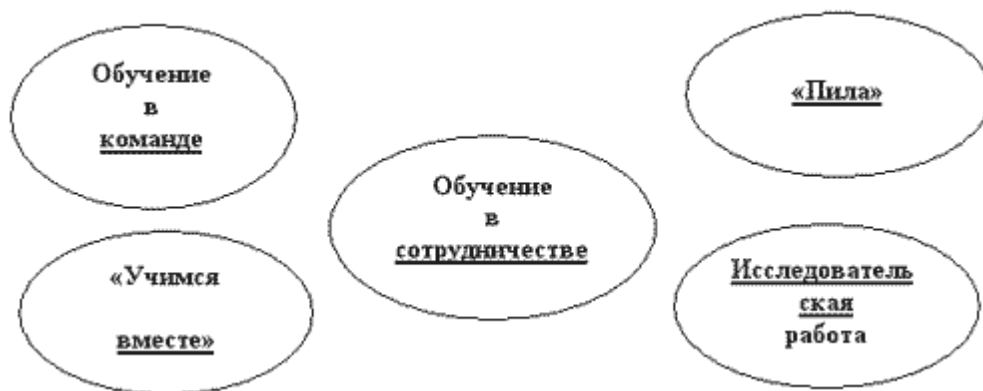 Обучение
в
команде
«Пила»
Обучение
в
сотрудничестве
«Учимся
вместе»
Исследователь
ская
работа